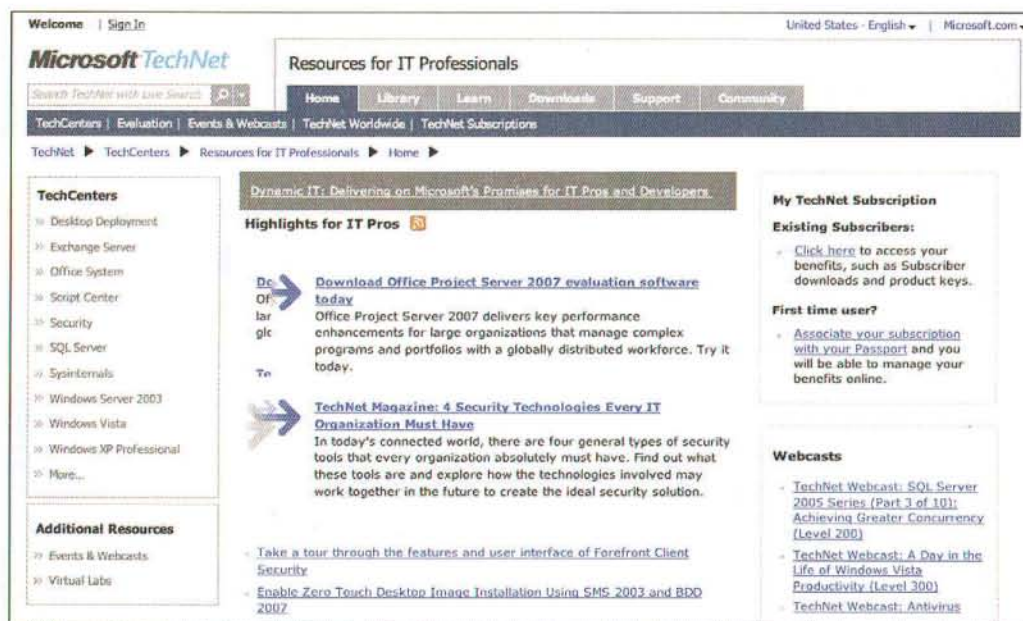 Welcome | Sign In
United States - English | Microsoft.com
Microsoft TechNet
Resources for IT Professionals
Search TechNet with Live Search
Home Library Learn Downloads Support Community
TechCenters | Evaluation | Events & Webcasts | TechNet Worldwide | TechNet Subscriptions
TechNet TechCenters Resources for IT Professionals Home
TechCenters
Desktop Deployment
Exchange Server
Office System
Script Center
Security
SQL Server
Sysinternals
Windows Server 2003
Windows Vista
Windows XP Professional
More...
Additional Resources
Events & Webcasts
Virtual Labs
Dynamic IT: Delivering on Microsoft's Promises for IT Pros and Developers
Highlights for IT Pros
Do
Of
lar
glo
Te
Download Office Project Server 2007 evaluation software
today
Office Project Server 2007 delivers key performance
enhancements for large organizations that manage complex
programs and portfolios with a globally distributed workforce. Try it
today.
TechNet Magazine: 4 Security Technologies Every IT
Organization Must Have
In today's connected world, there are four general types of security
tools that every organization absolutely must have. Find out what
these tools are and explore how the technologies involved may
work together in the future to create the ideal security solution.
Take a tour through the features and user interface of Forefront Client
Security
Enable Zero Touch Desktop Image Installation Using SMS 2003 and BDD
2007
My TechNet Subscription
Existing Subscribers:
Click here to access your
benefits, such as Subscriber
downloads and product keys.
First time user?
Associate your subscription
with your Passport and you
will be able to manage your
benefits online.
Webcasts
TechNet Webcast: SQL Server
2005 Series (Part 3 of 10):
Achieving Greater Concurrency
(Level 200)
TechNet Webcast: A Day in the
Life of Windows Vista
Productivity (Level 300)
TechNet Webcast: Antivirus